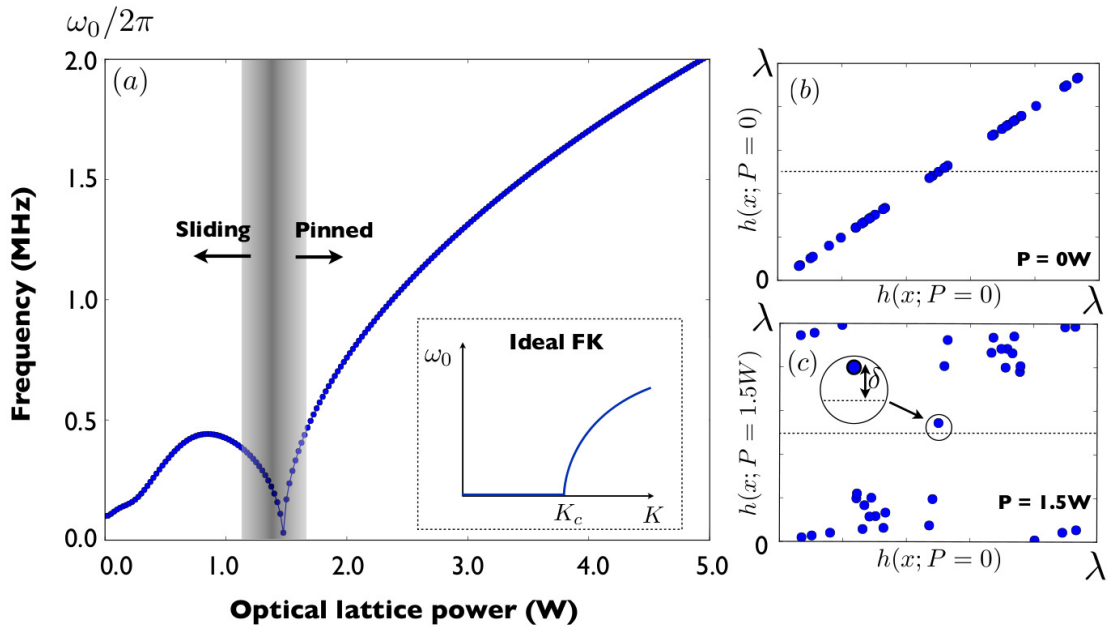 ω₀/2π
(a)
2.0
1.5
1.0
0.5
0.0
Frequency (MHz)
Sliding
Pinned
Ideal FK
ω₀
K_c
K
0.0
1.0
2.0
3.0
4.0
5.0
Optical lattice power (W)
λ
(b)
h(x; P = 0)
P = 0W
0
h(x; P = 0)
λ
λ
(c)
δ
h(x; P = 1.5W)
P = 1.5W
0
h(x; P = 0)
λ